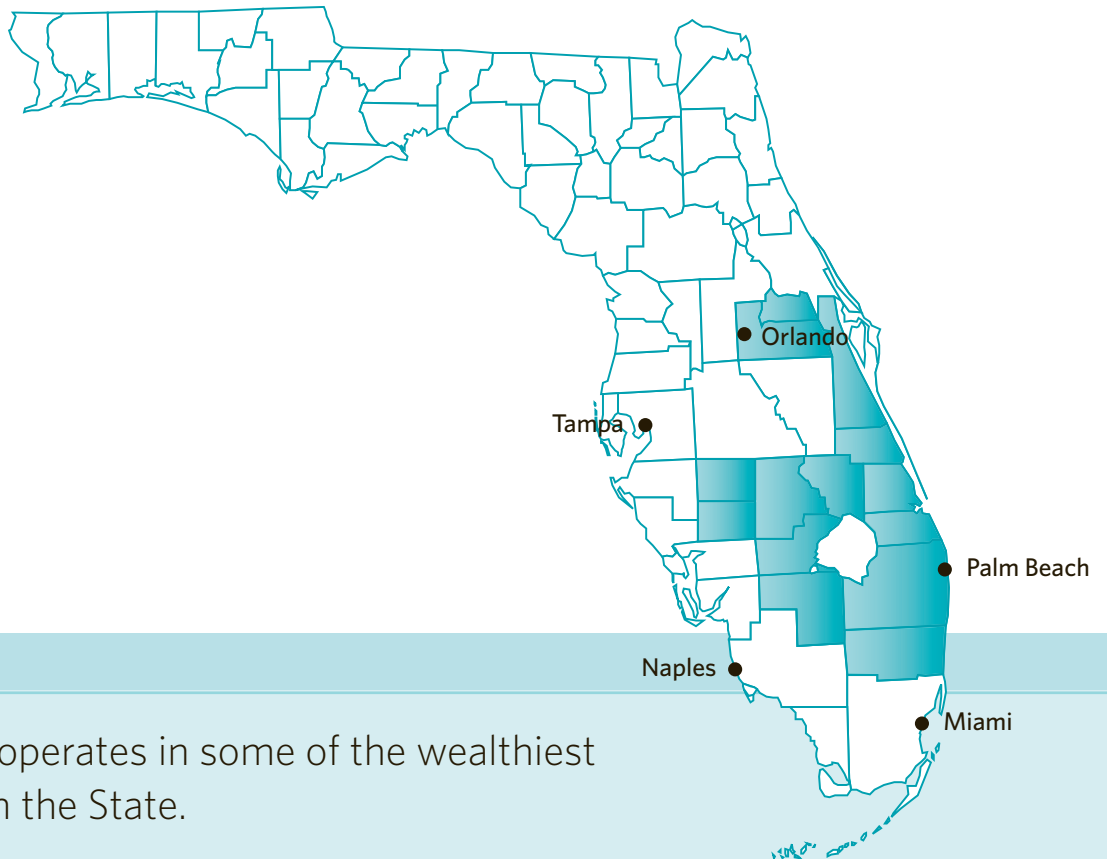 Orlando
Tampa
Palm Beach
Naples
Miami
operates in some of the wealthiest
the State.